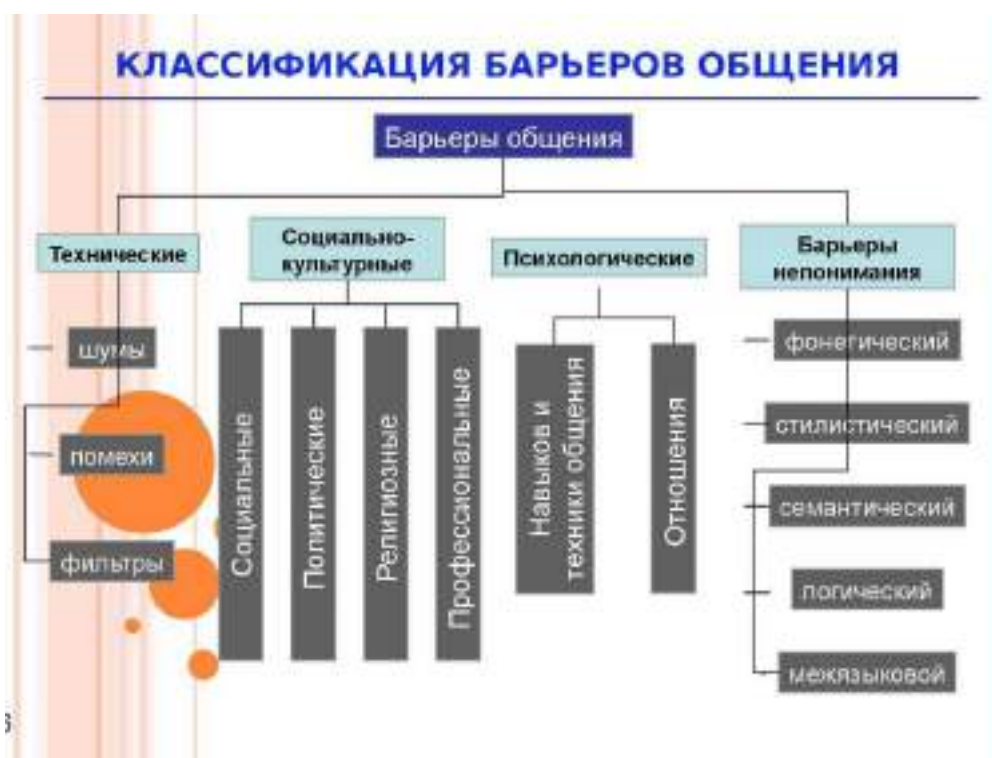 КЛАССИФИКАЦИЯ БАРЬЕРОВ ОБЩЕНИЯ
Барьеры общения
Технические
Социально-
культурные
Психологические
Барьеры
непонимания
шумы
помехи
фильтры
Социальные
Политические
Религиозные
Профессиональные
Навыков и
техники общения
Отношения
фонетический
стилистический
семантический
логический
межязыковой